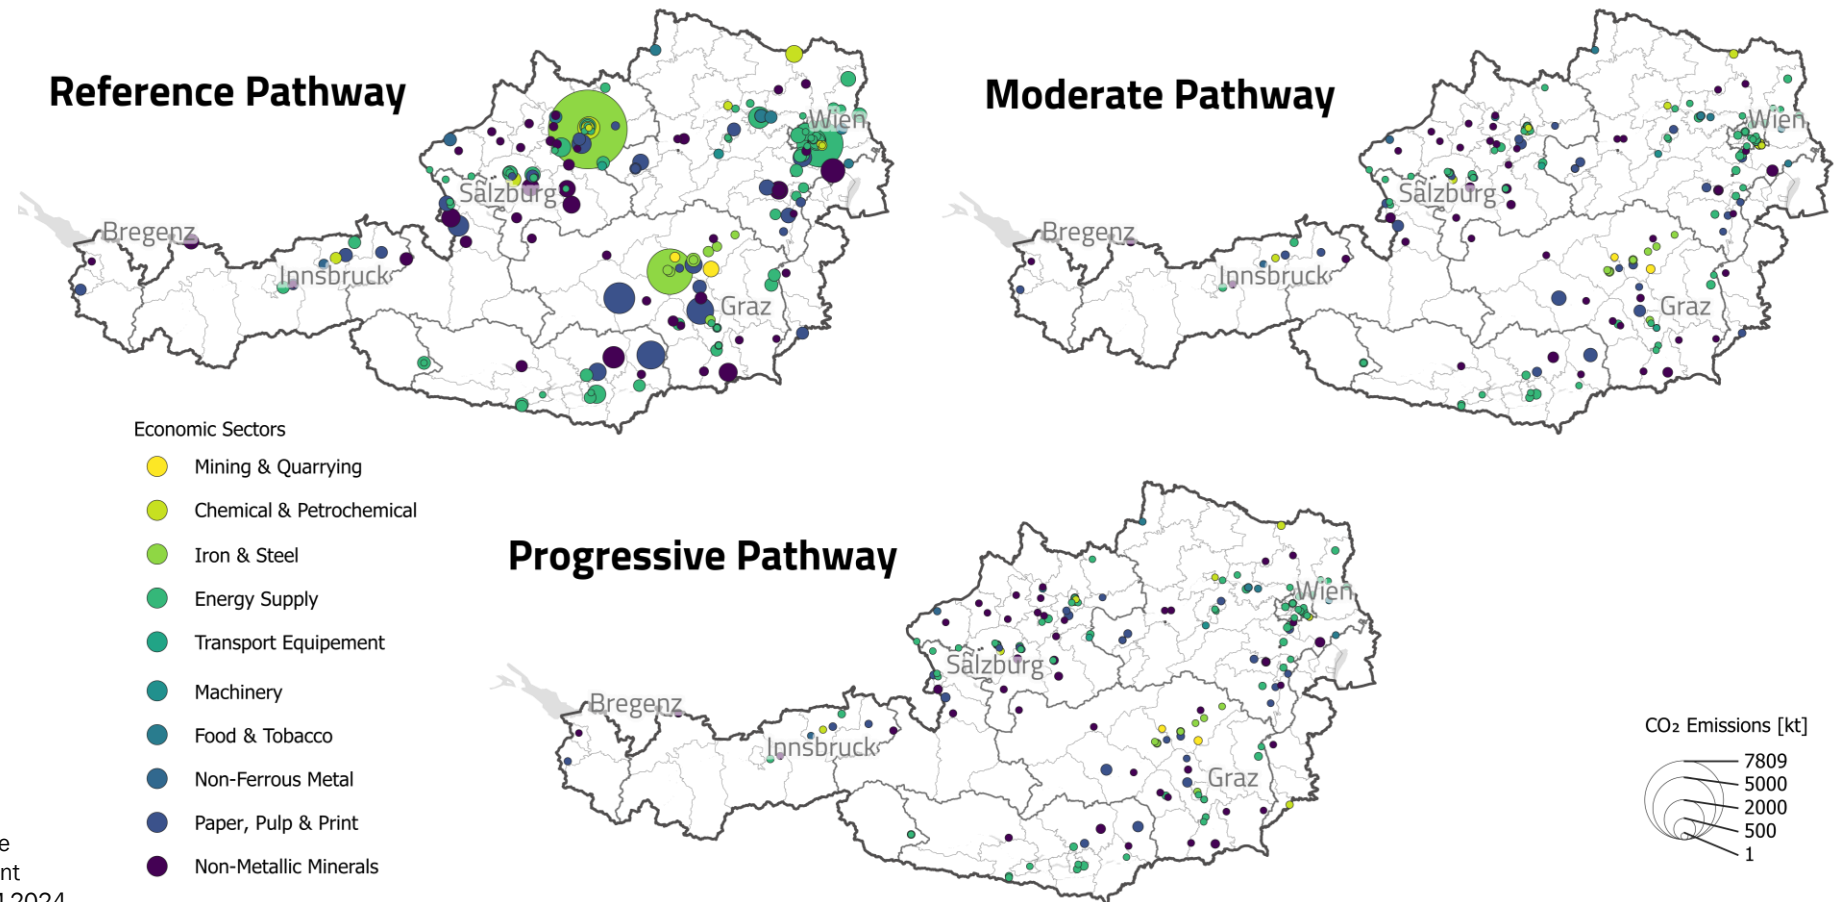 Reference Pathway
Wien
Salzburg
Bregenz
Innsbruck
Graz
Moderate Pathway
Wien
Salzburg
Bregenz
Innsbruck
Graz
Economic Sectors
Mining & Quarrying
Chemical & Petrochemical
Iron & Steel
Energy Supply
Transport Equipement
Machinery
Food & Tobacco
Non-Ferrous Metal
Paper, Pulp & Print
Non-Metallic Minerals
Progressive Pathway
Wien
Salzburg
Bregenz
Innsbruck
Graz
CO₂ Emissions [kt]
7809
5000
2000
500
1